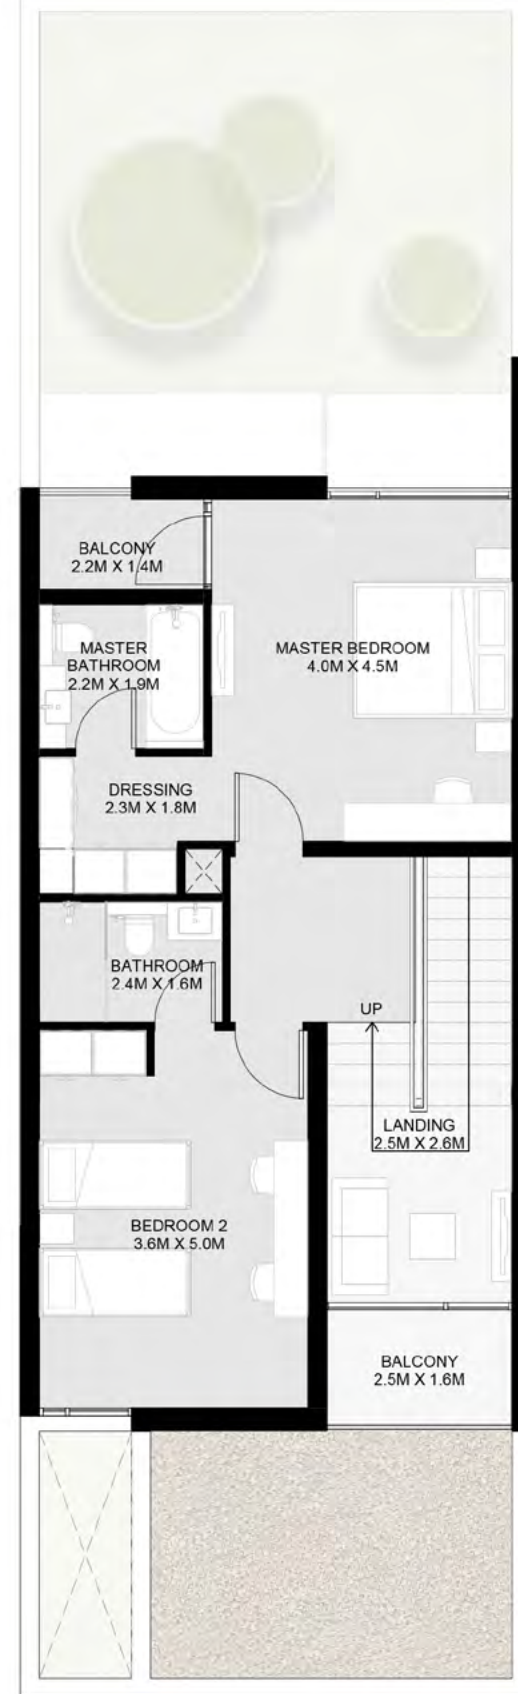 BALCONY
2.2M X 1.4M
MASTER
BATHROOM
2.2M X 1.9M
MASTER BEDROOM
4.0M X 4.5M
DRESSING
2.3M X 1.8M
BATHROOM
2.4M X 1.6M
UP
LANDING
2.5M X 2.6M
BEDROOM 2
3.6M X 5.0M
BALCONY
2.5M X 1.6M